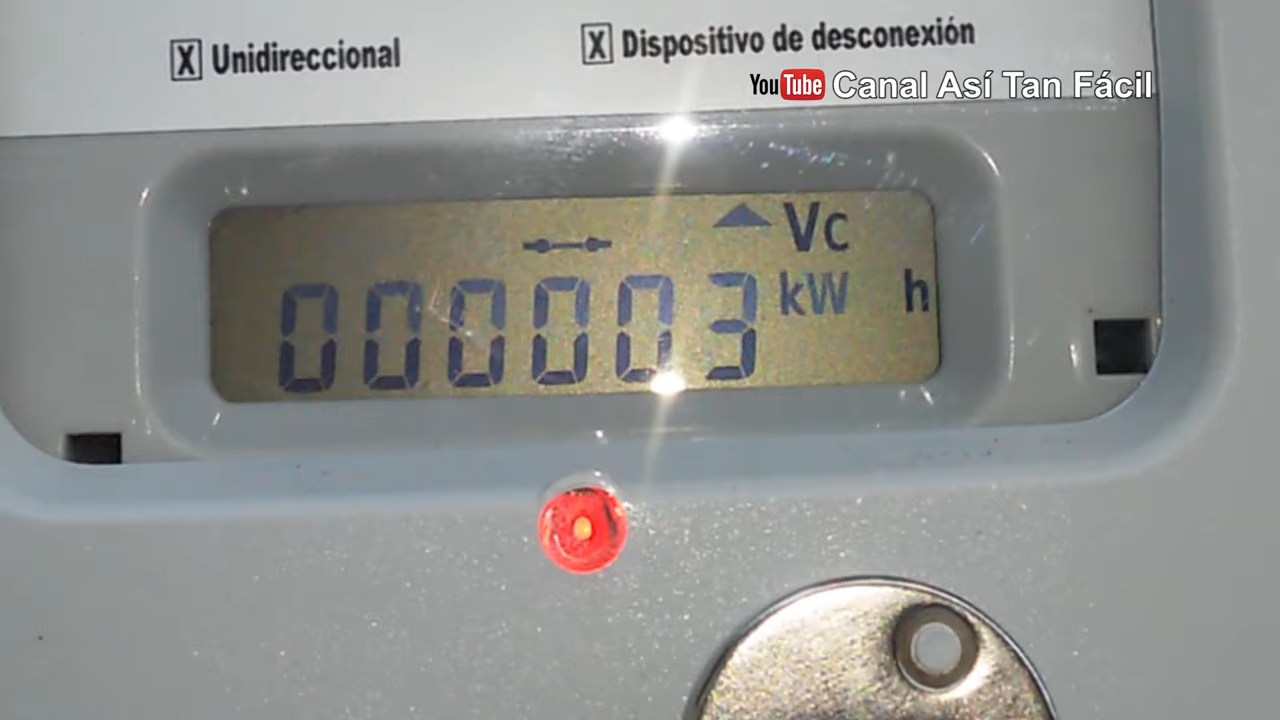 X Unidireccional
X Dispositivo de desconexión
YouTube Canal Así Tan Fácil
Vc
000003 kW h